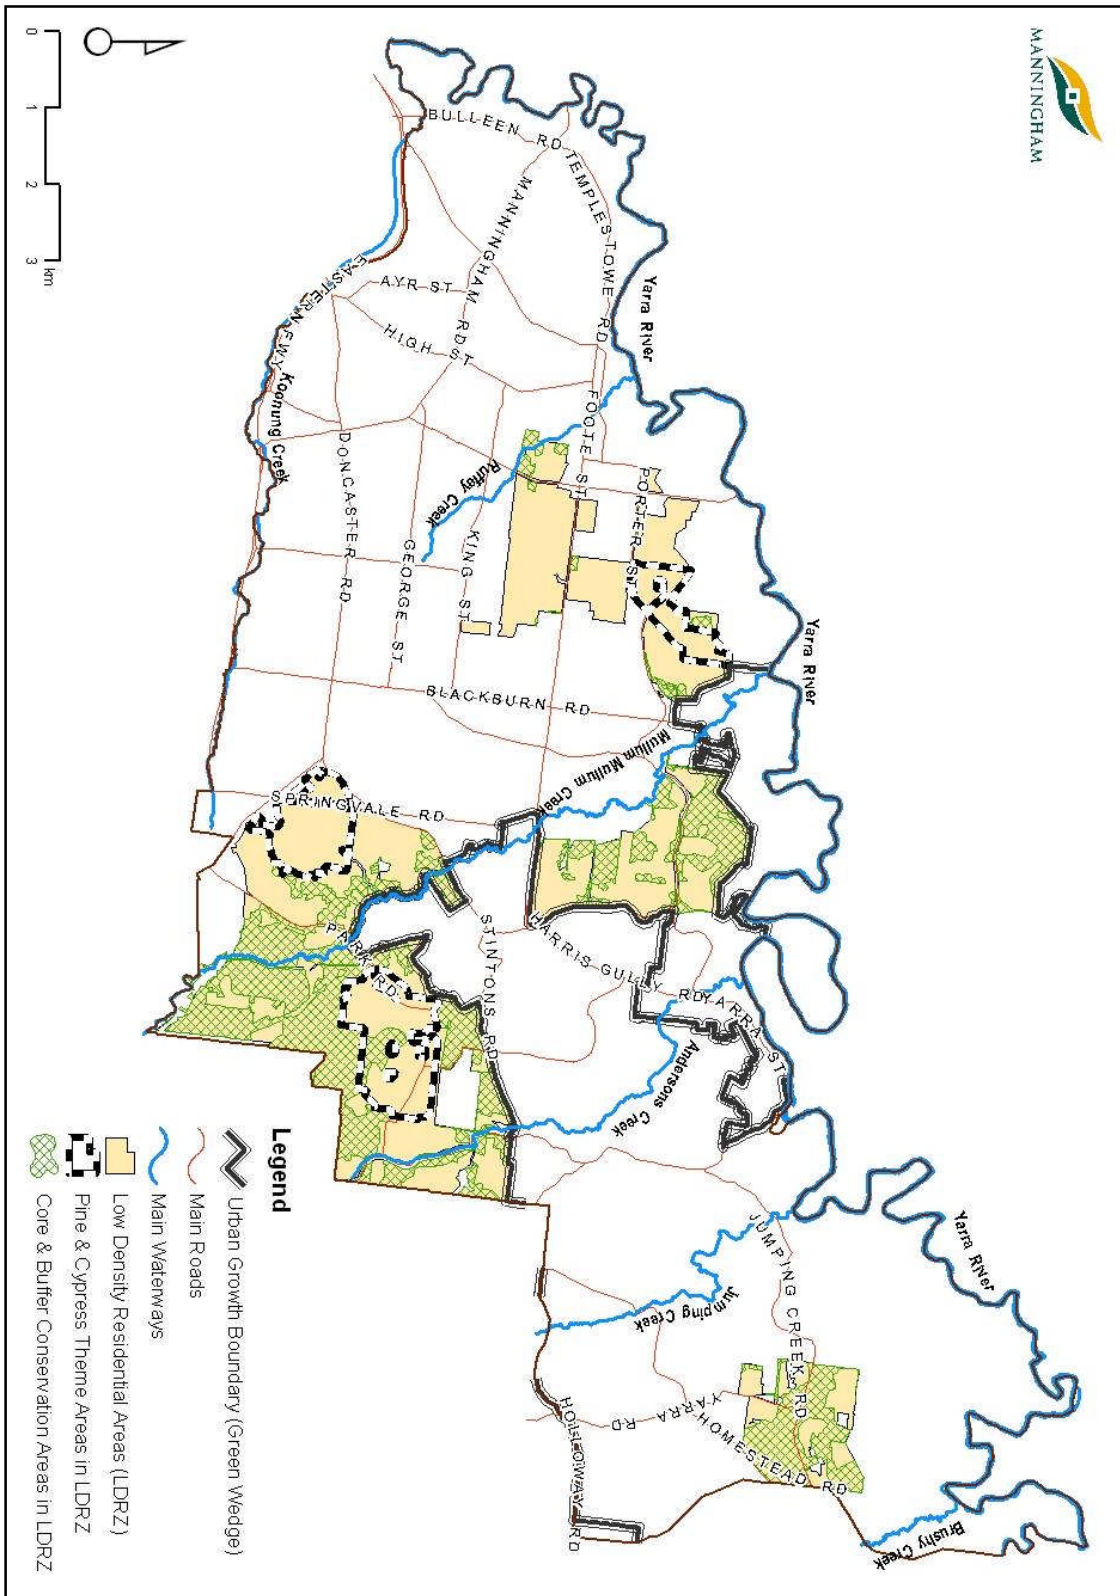 MANNINGHAM
0 1 2 3
km
Yarra River
Yarra River
Yarra River
BULLEEN RD
TEMPLESTOWE RD
MANNINGHAM RD
AYR ST
HIGH ST
EASTERN FWY
Koonung Creek
FOOTE ST
PORTER ST
Ruffey Creek
KING ST
GEORGE ST
DONCASTER RD
BLACKBURN RD
Mullum Mullum Creek
SPRINGVALE RD
HARRIS GULLY RD
YARRA ST
STINTONS RD
PARK RD
Andersons Creek
JUMPING CREEK RD
Jumping Creek
YARRA RD
HOMESTEAD RD
HOLLOWAY RD
Brushy Creek
Legend
Urban Growth Boundary (Green Wedge)
Main Roads
Main Waterways
Low Density Residential Areas (LDRZ)
Pine & Cypress Theme Areas in LDRZ
Core & Buffer Conservation Areas in LDRZ